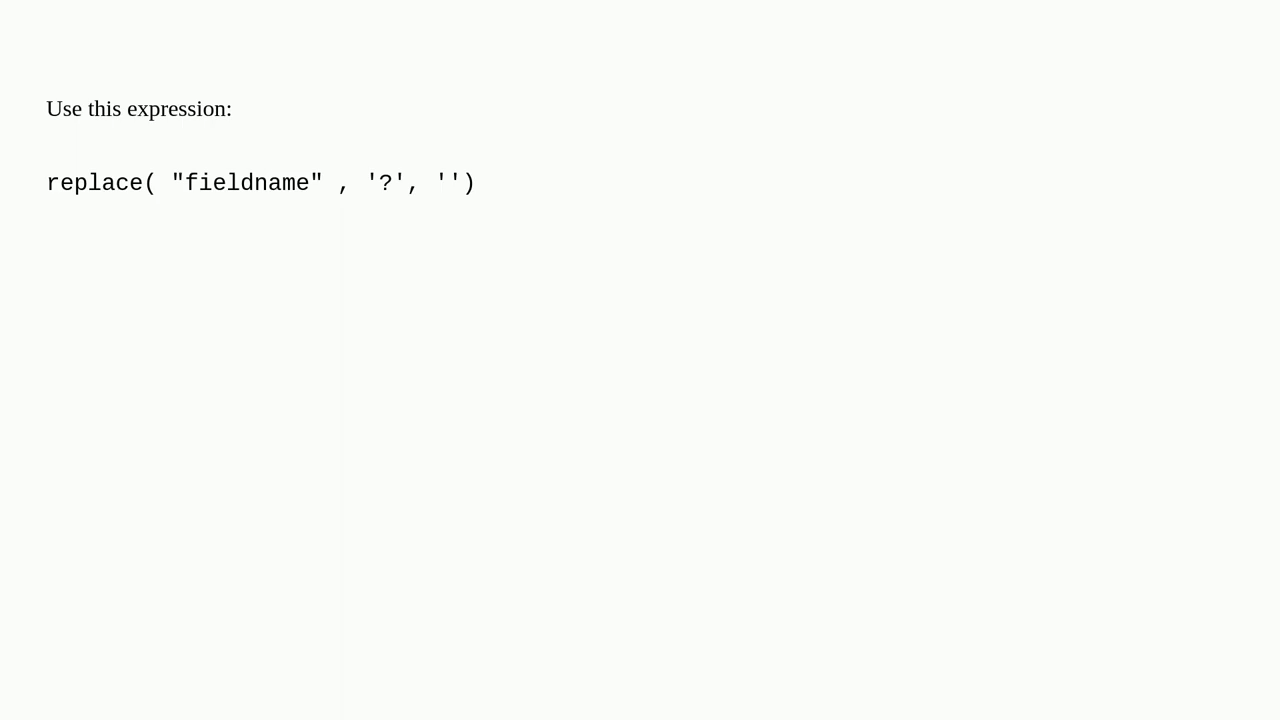 Use this expression:
replace( "fieldname" , '?', '')